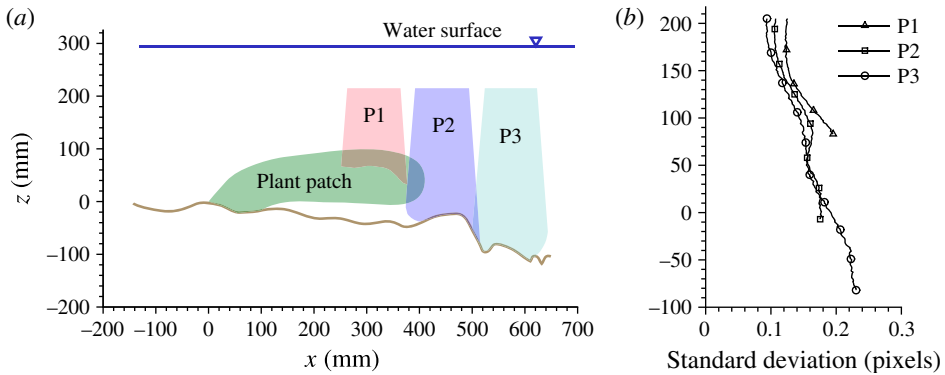 (a)
(b)
Water surface
300
200
100
0
−100
−200
z (mm)
P1
P2
P3
Plant patch
−200
−100
0
100
200
300
400
500
600
700
x (mm)
200
150
100
50
0
−50
−100
P1
P2
P3
0
0.1
0.2
0.3
Standard deviation (pixels)